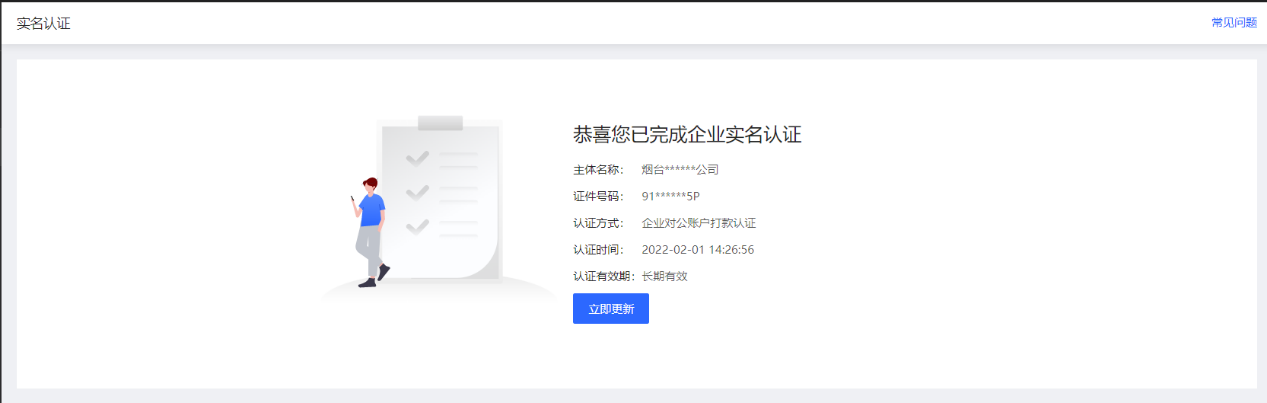 实名认证
常见问题
恭喜您已完成企业实名认证
主体名称： 烟台******公司
证件号码： 91******5P
认证方式： 企业对公账户打款认证
认证时间： 2022-02-01 14:26:56
认证有效期：长期有效
立即更新